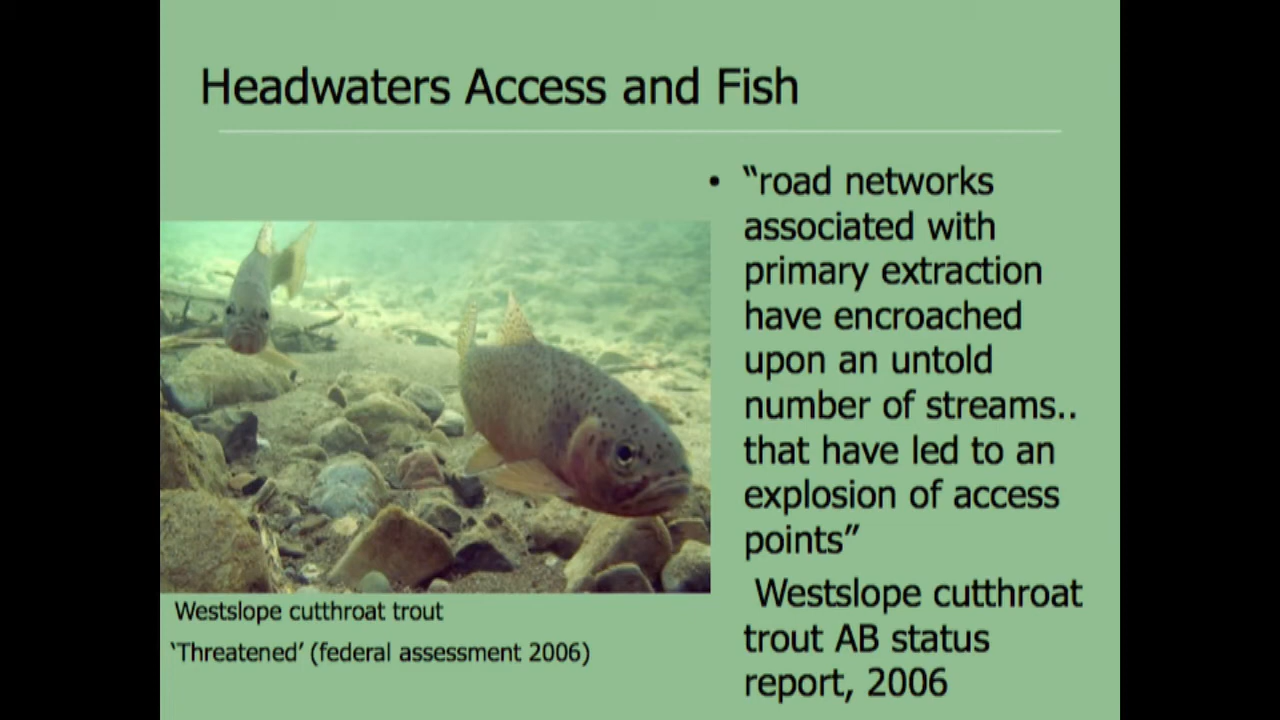 Headwaters Access and Fish
• “road networks
associated with
primary extraction
have encroached
upon an untold
number of streams..
that have led to an
explosion of access
points”
Westslope cutthroat
trout AB status
report, 2006
Westslope cutthroat trout
‘Threatened’ (federal assessment 2006)